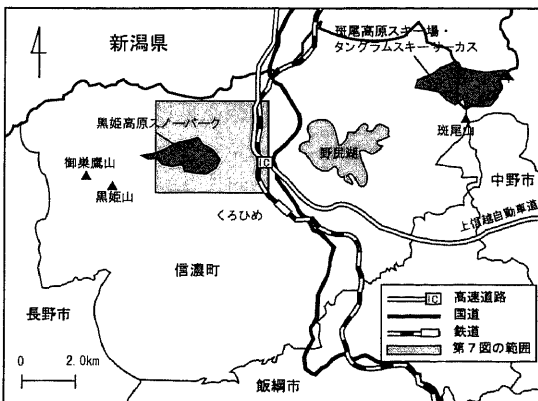 斑尾高原スキー場・
タングラムスキーサーカス
新潟県
黒姫高原スノーパーク
斑尾山
御巣鷹山
野尻湖
IC
中野市
黒姫山
くろひめ
上信越自動車道
信濃町
長野市
IC 高速道路
国道
鉄道
第7図の範囲
0 2.0km
飯綱市